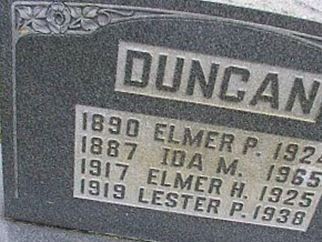 DUNCAN
1890 ELMER P. 1924
1887 IDA M. 1965
1917 ELMER H. 1925
1919 LESTER P. 1938